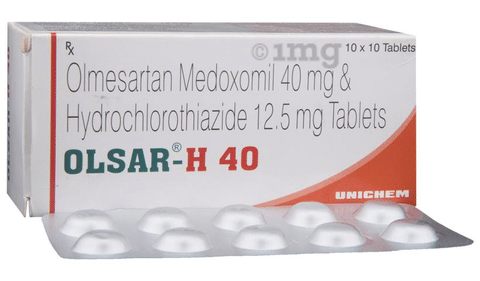 Rx
©1mg
10 x 10 Tablets
Olmesartan Medoxomil 40 mg &
Hydrochlorothiazide 12.5 mg Tablets
OLSAR®-H 40
UNICHEM